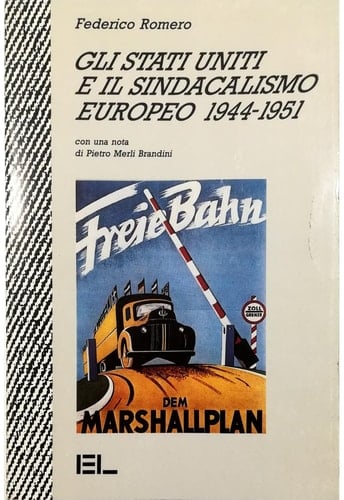 Federico Romero
GLI STATI UNITI
E IL SINDACALISMO
EUROPEO 1944-1951
con una nota
di Pietro Merli Brandini
Freie Bahn
ZOLL
GRENZE
DEM
MARSHALLPLAN
EL